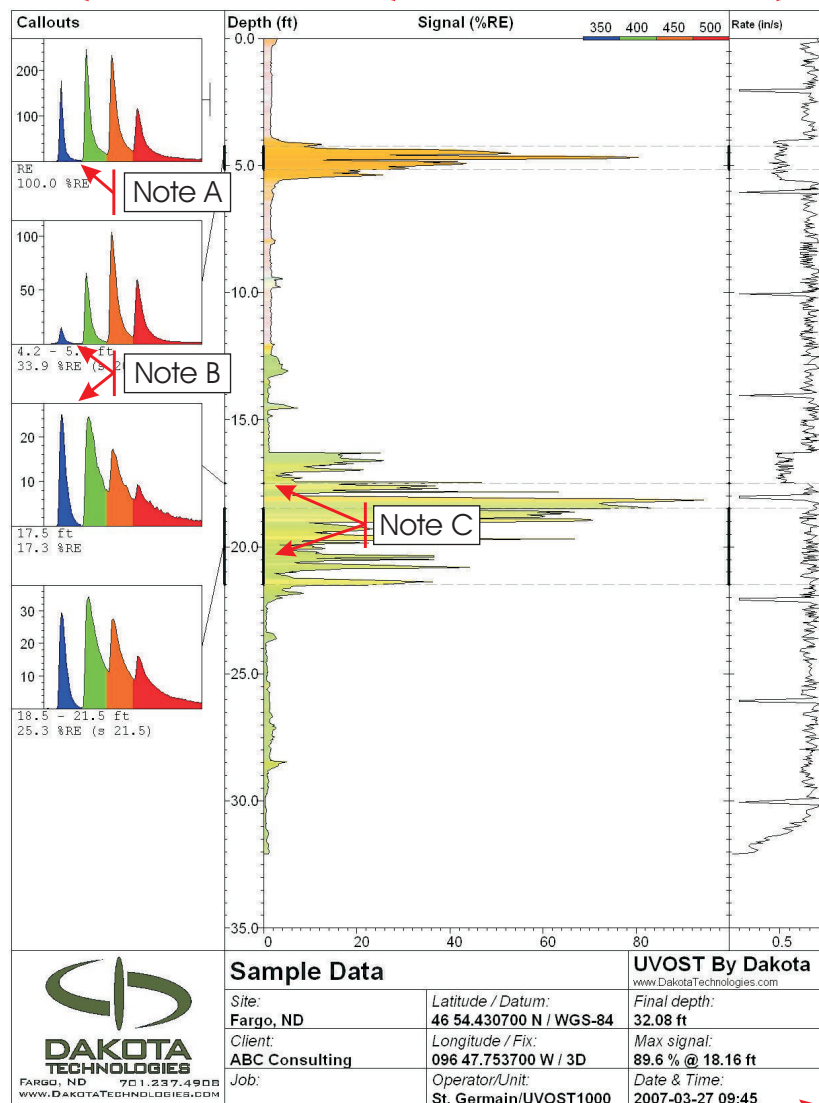 Callouts
Depth (ft)
Signal (%RE)
350 400 450 500
Rate (in/s)
200
100
RE
100.0 %RE
Note A
100
50
4.2 - 5. ft
33.9 %RE (s 2
Note B
20
10
17.5 ft
17.3 %RE
30
20
10
18.5 - 21.5 ft
25.3 %RE (s 21.5)
0.0
5.0
10.0
15.0
20.0
25.0
30.0
35.0
Note C
0 20 40 60 80
0.5
DAKOTA
TECHNOLOGIES
FARGO, ND 701.237.4908
WWW.DAKOTATECHNOLOGIES.COM
Sample Data
UVOST By Dakota
www.DakotaTechnologies.com
Site:
Fargo, ND
Latitude / Datum:
46 54.430700 N / WGS-84
Final depth:
32.08 ft
Client:
ABC Consulting
Longitude / Fix:
096 47.753700 W / 3D
Max signal:
89.6 % @ 18.16 ft
Job:
Operator/Unit:
St. Germain/UVOST1000
Date & Time:
2007-03-27 09:45